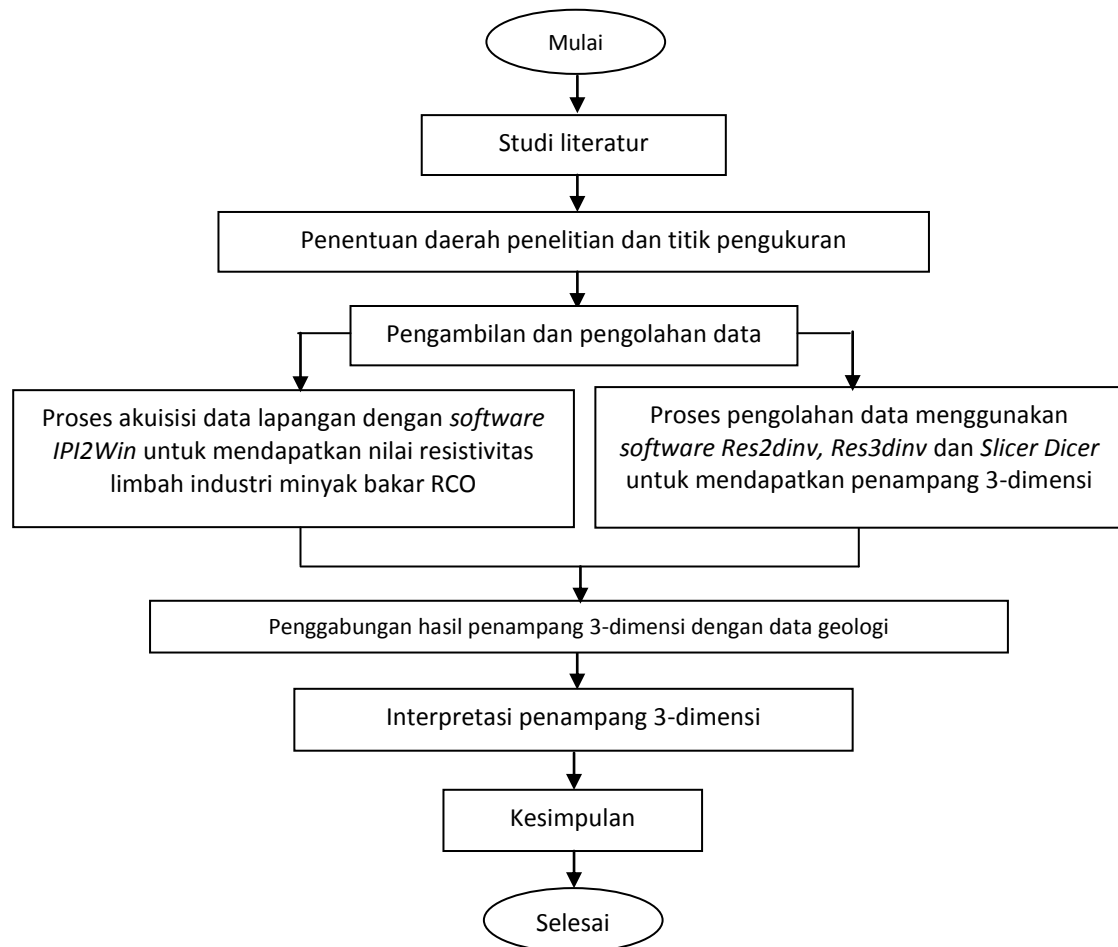 Mulai
Studi literatur
Penentuan daerah penelitian dan titik pengukuran
Pengambilan dan pengolahan data
Proses akuisisi data lapangan dengan software
IPI2Win untuk mendapatkan nilai resistivitas
limbah industri minyak bakar RCO
Proses pengolahan data menggunakan
software Res2dinv, Res3dinv dan Slicer Dicer
untuk mendapatkan penampang 3-dimensi
Penggabungan hasil penampang 3-dimensi dengan data geologi
Interpretasi penampang 3-dimensi
Kesimpulan
Selesai